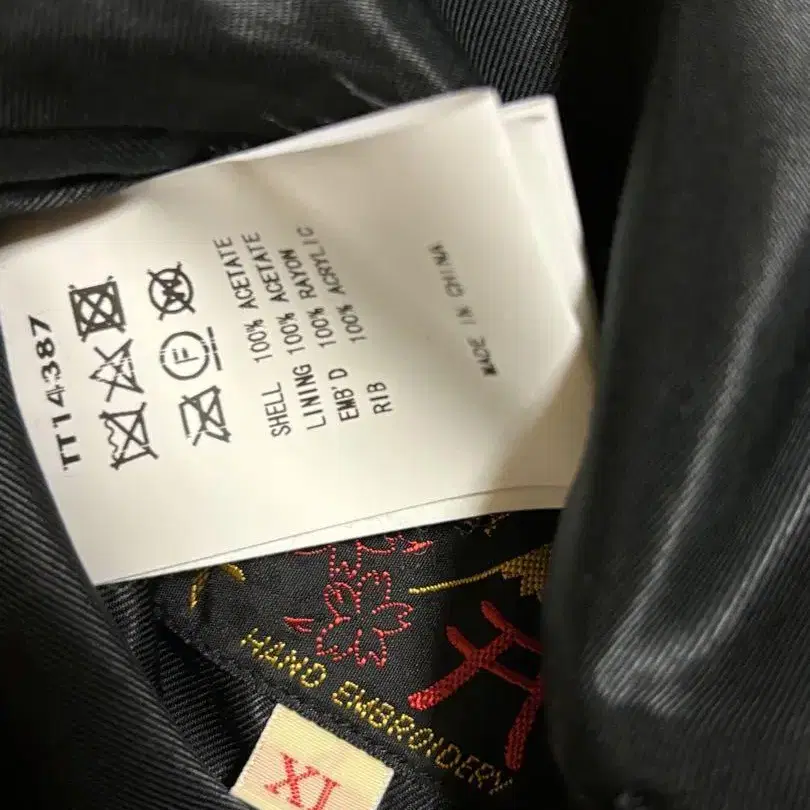 TT14387
SHELL 100% ACETATE
LINING 100% ACETATE
EMB'D 100% RAYON
RIB 100% ACRYLIC
MADE IN CHINA
HAND EMBROIDERY
XL